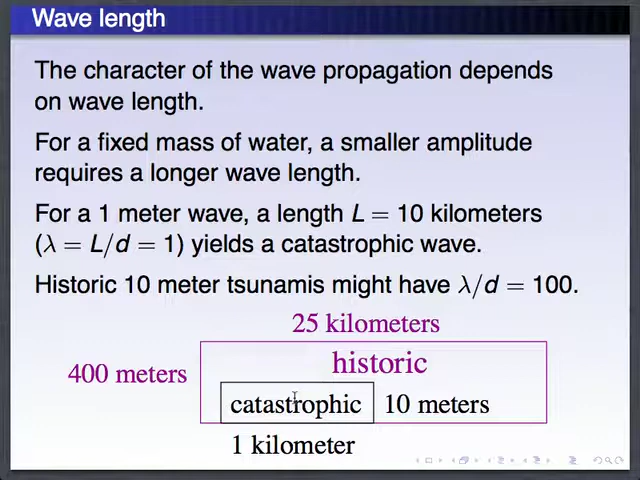 Wave length
The character of the wave propagation depends
on wave length.
For a fixed mass of water, a smaller amplitude
requires a longer wave length.
For a 1 meter wave, a length L = 10 kilometers
(λ = L/d = 1) yields a catastrophic wave.
Historic 10 meter tsunamis might have λ/d = 100.
25 kilometers
400 meters
historic
catastrophic
10 meters
1 kilometer